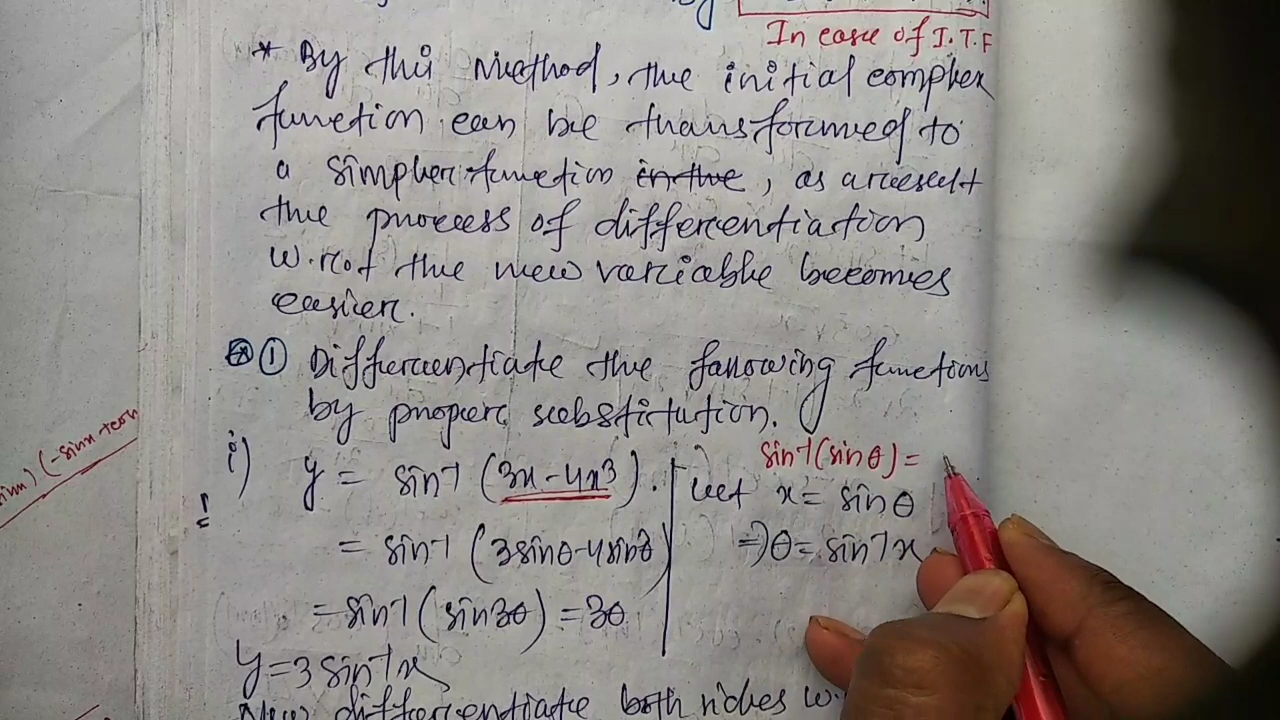 by
In case of I.T.F
* By this method, the initial complex
function can be transformed to
a simpler function in the, as a result
the process of differentiation
w.r.t the new variable becomes
easier.
① Differentiate the following functions
by proper substitution.
i) y = sin⁻¹ (3x-4x³).
sin⁻¹(sinθ) =
Let x = sinθ
= sin⁻¹ (3sinθ-4sin³θ)
⇒ θ = sin⁻¹x
= sin⁻¹ (sin3θ) = 3θ
y = 3 sin⁻¹x
Now differentiate both sides w.